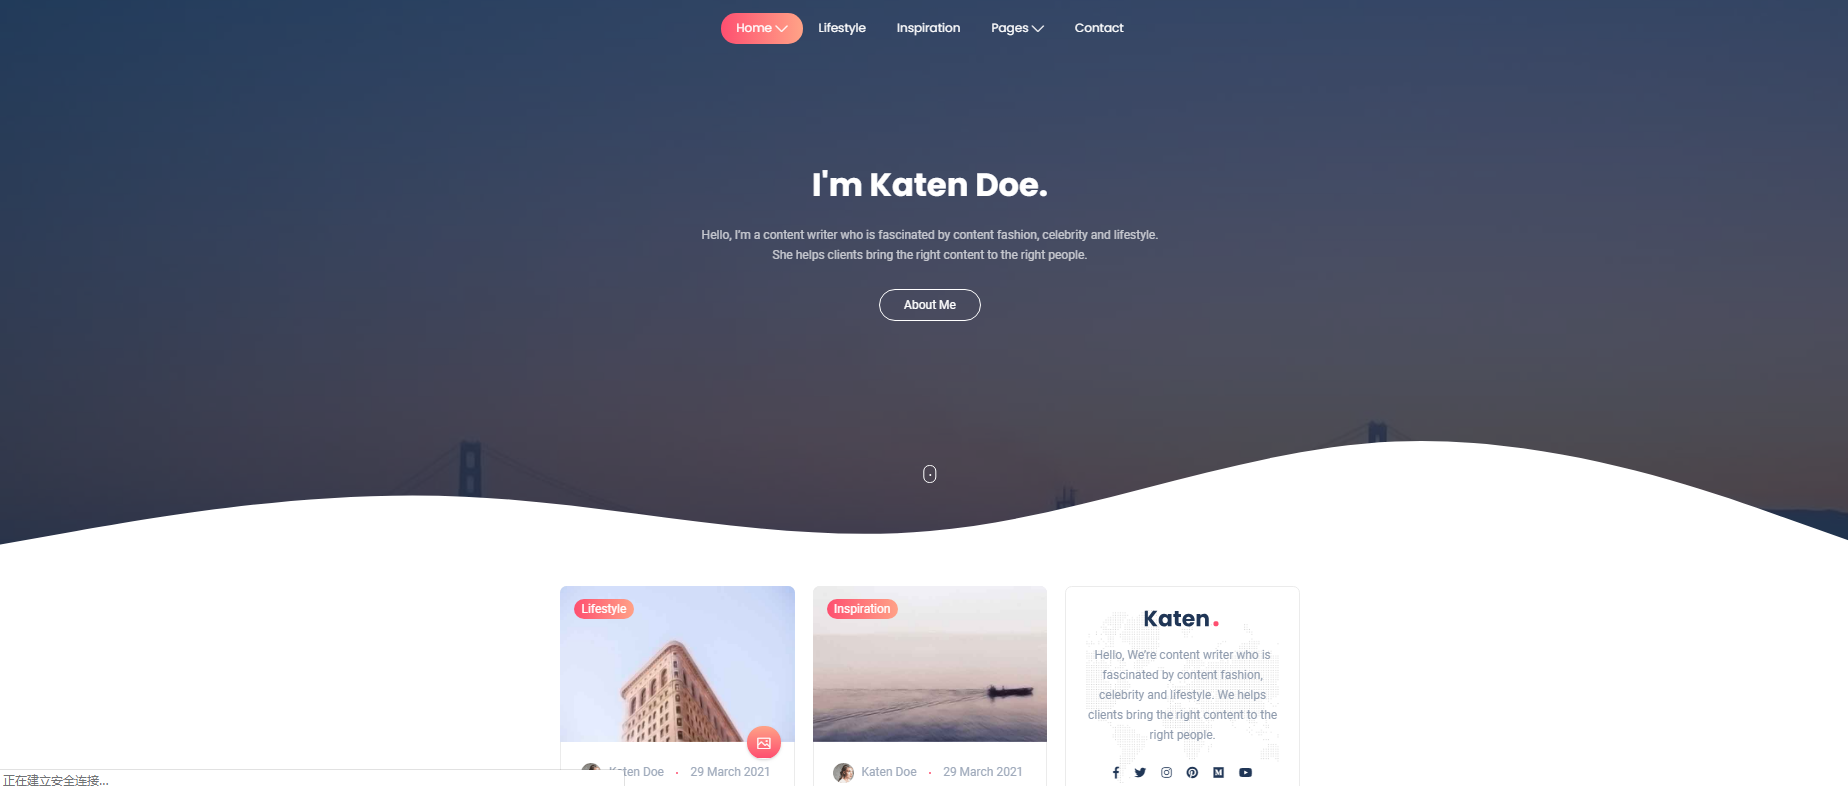 Home
Lifestyle
Inspiration
Pages
Contact
I'm Katen Doe.
Hello, I'm a content writer who is fascinated by content fashion, celebrity and lifestyle.
She helps clients bring the right content to the right people.
About Me
Lifestyle
Katen Doe
29 March 2021
Inspiration
Katen Doe
29 March 2021
Katen.
Hello, We're content writer who is
fascinated by content fashion,
celebrity and lifestyle. We helps
clients bring the right content to the
right people.
正在建立安全连接...